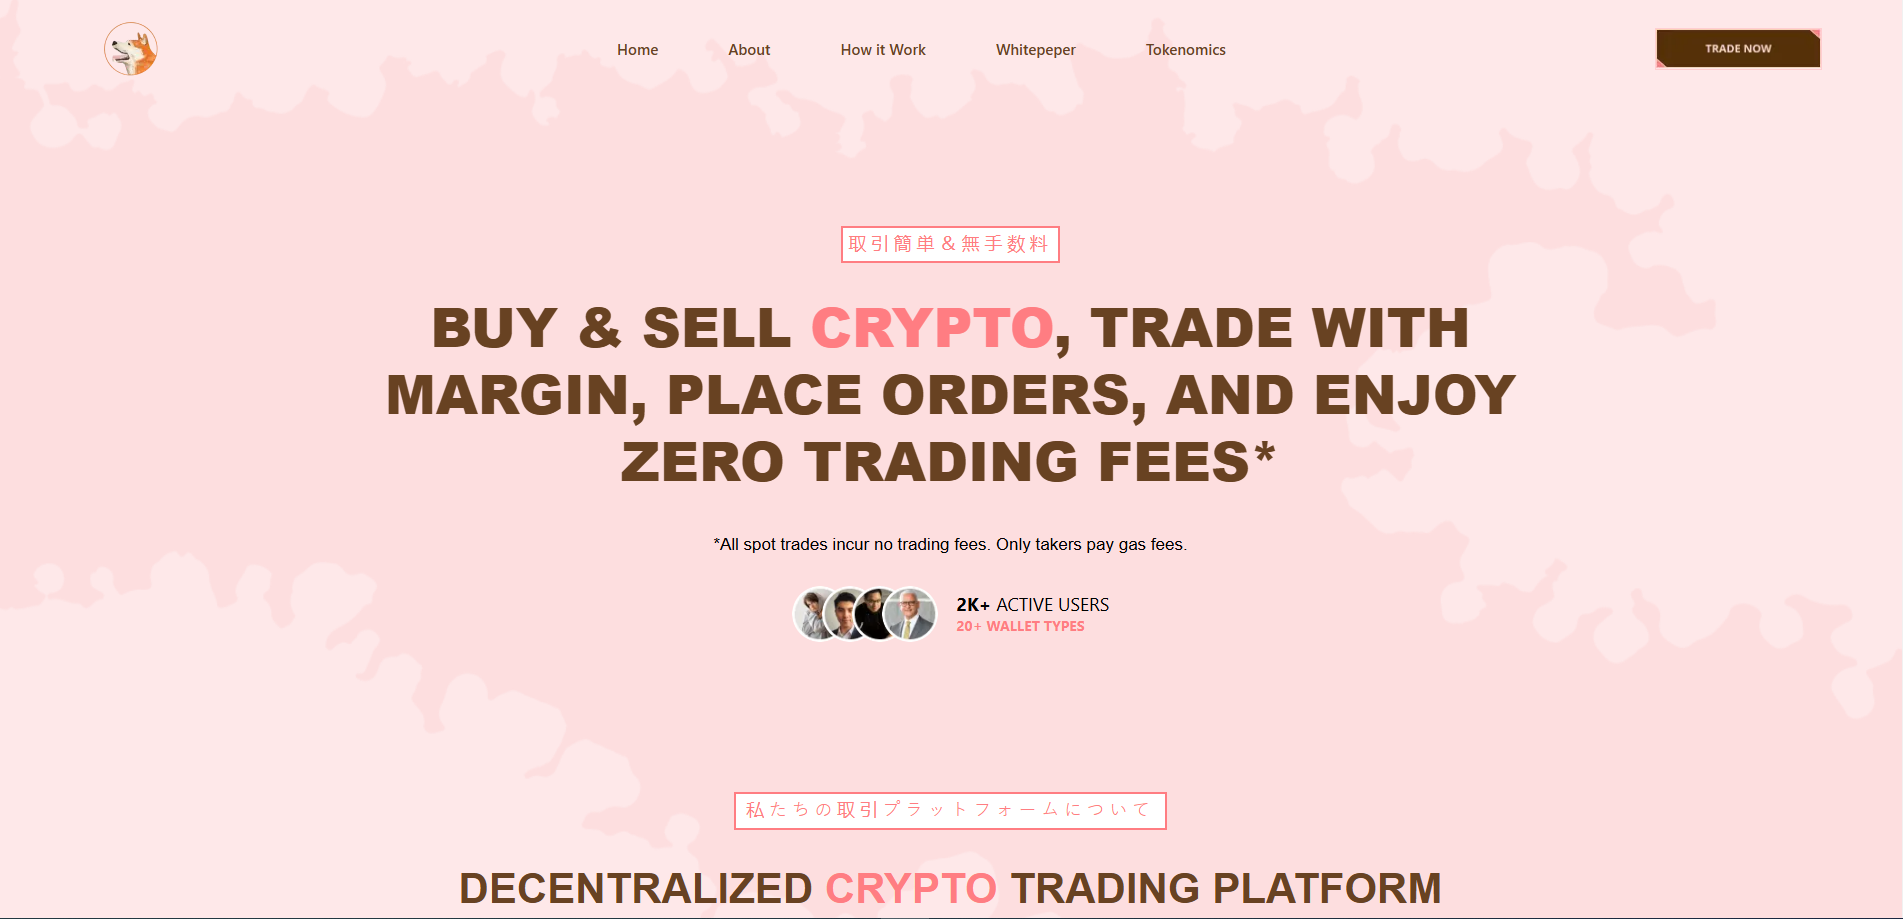 Home
About
How it Work
Whitepeper
Tokenomics
TRADE NOW
取引簡単&無手数料
BUY & SELL CRYPTO, TRADE WITH
MARGIN, PLACE ORDERS, AND ENJOY
ZERO TRADING FEES*
*All spot trades incur no trading fees. Only takers pay gas fees.
2K+ ACTIVE USERS
20+ WALLET TYPES
私たちの取引プラットフォームについて
DECENTRALIZED CRYPTO TRADING PLATFORM